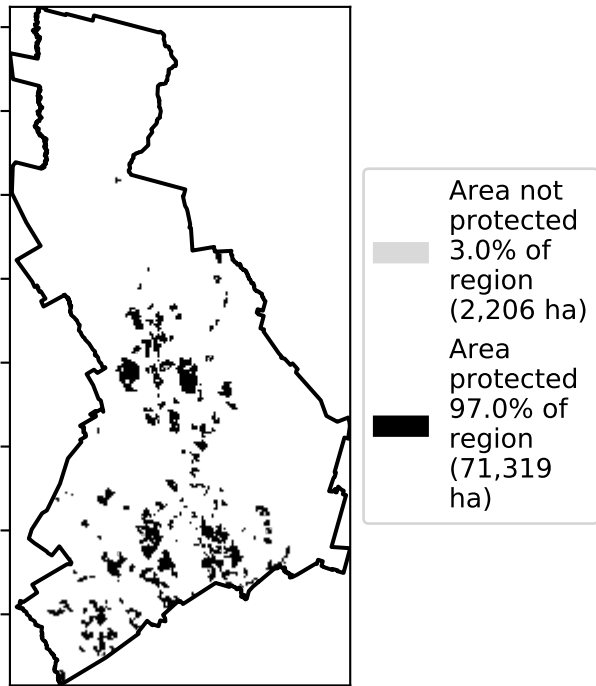 Area not
protected
3.0% of
region
(2,206 ha)
Area
protected
97.0% of
region
(71,319
ha)